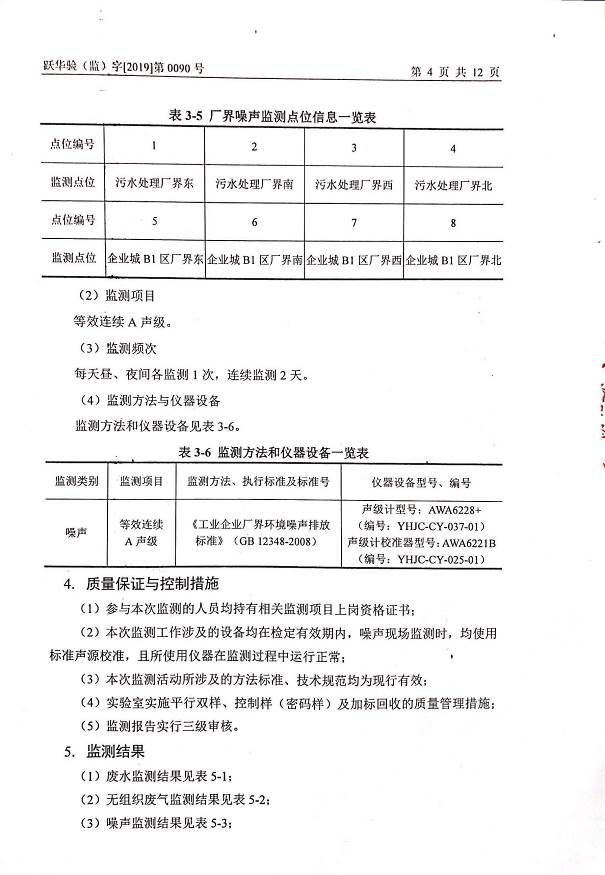 跃华验（监）字[2019]第 0090 号
第 4 页 共 12 页
表 3-5 厂界噪声监测点位信息一览表
点位编号 1 2 3 4
监测点位 污水处理厂界东 污水处理厂界南 污水处理厂界西 污水处理厂界北
点位编号 5 6 7 8
监测点位 企业城 B1 区厂界东 企业城 B1 区厂界南 企业城 B1 区厂界西 企业城 B1 区厂界北
（2）监测项目
等效连续 A 声级。
（3）监测频次
每天昼、夜间各监测 1 次，连续监测 2 天。
（4）监测方法与仪器设备
监测方法和仪器设备见表 3-6。
表 3-6 监测方法和仪器设备一览表
监测类别 监测项目 监测方法、执行标准及标准号 仪器设备型号、编号
噪声
等效连续
A 声级
《工业企业厂界环境噪声排放
标准》（GB 12348-2008）
声级计型号：AWA6228+
（编号：YHJC-CY-037-01）
声级计校准器型号：AWA6221B
（编号：YHJC-CY-025-01）
4. 质量保证与控制措施
（1）参与本次监测的人员均持有相关监测项目上岗资格证书；
（2）本次监测工作涉及的设备均在检定有效期内，噪声现场监测时，均使用
标准声源校准，且所使用仪器在监测过程中运行正常；
（3）本次监测活动所涉及的方法标准、技术规范均为现行有效；
（4）实验室实施平行双样、控制样（密码样）及加标回收的质量管理措施；
（5）监测报告实行三级审核。
5. 监测结果
（1）废水监测结果见表 5-1；
（2）无组织废气监测结果见表 5-2；
（3）噪声监测结果见表 5-3；